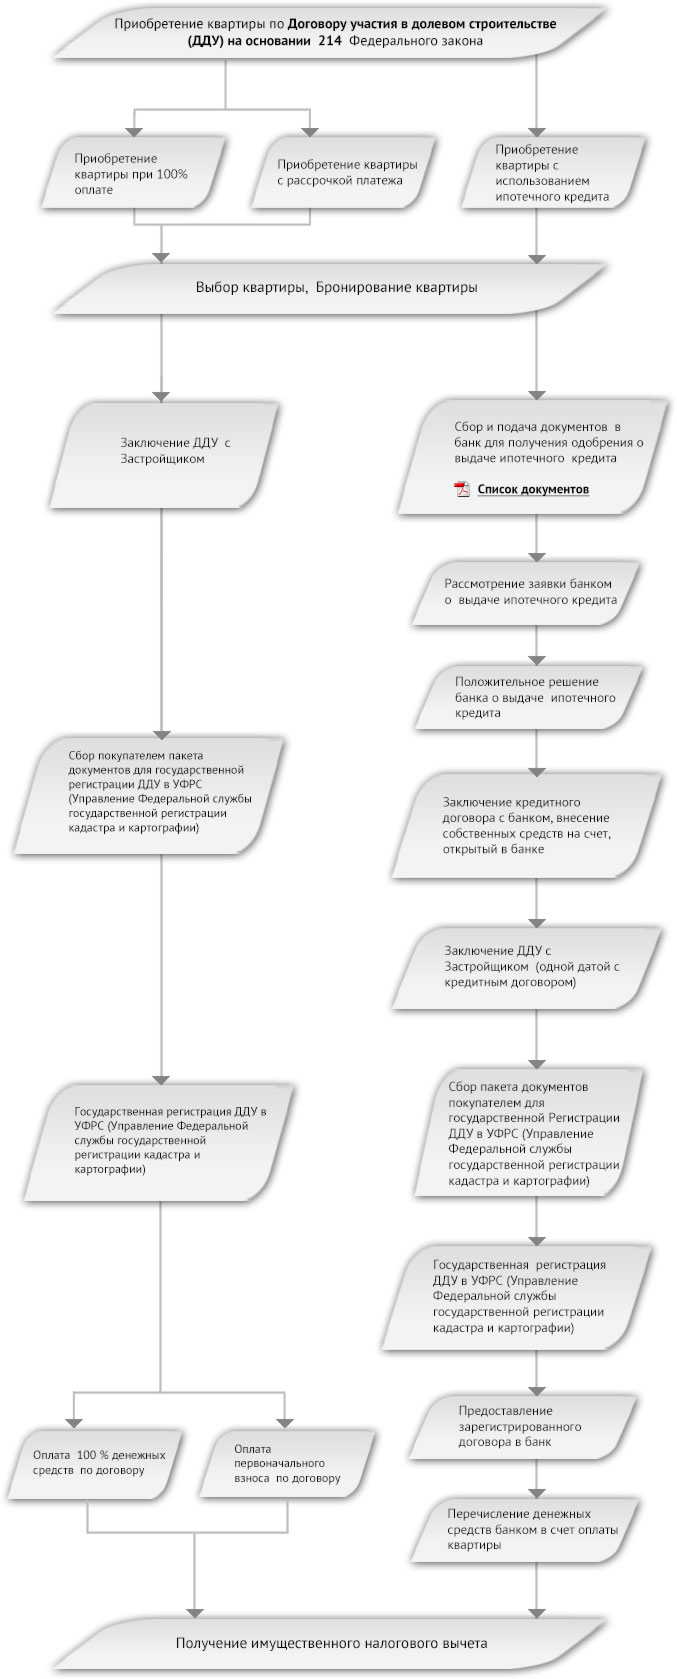 Приобретение квартиры по Договору участия в долевом строительстве
(ДДУ) на основании 214 Федерального закона
Приобретение
квартиры при 100%
оплате
Приобретение квартиры
с рассрочкой платежа
Приобретение
квартиры с
использованием
ипотечного кредита
Выбор квартиры, Бронирование квартиры
Заключение ДДУ с
Застройщиком
Сбор и подача документов в
банк для получения одобрения о
выдаче ипотечного кредита
Список документов
Рассмотрение заявки банком
о выдаче ипотечного кредита
Положительное решение
банка о выдаче ипотечного
кредита
Сбор покупателем пакета
документов для государственной
регистрации ДДУ в УФРС
(Управление Федеральной службы
государственной регистрации
кадастра и картографии)
Заключение кредитного
договора с банком, внесение
собственных средств на счет,
открытый в банке
Заключение ДДУ с
Застройщиком (одной датой с
кредитным договором)
Государственная регистрация ДДУ в
УФРС (Управление Федеральной
службы государственной
регистрации кадастра и
картографии)
Сбор пакета документов
покупателем для
государственной Регистрации
ДДУ в УФРС (Управление
Федеральной службы
государственной регистрации
кадастра и картографии)
Государственная регистрация
ДДУ в УФРС (Управление
Федеральной службы
государственной регистрации
кадастра и картографии)
Предоставление
зарегистрированного
договора в банк
Оплата 100 % денежных
средств по договору
Оплата
первоначального
взноса по договору
Перечисление денежных
средств банком в счет оплаты
квартиры
Получение имущественного налогового вычета